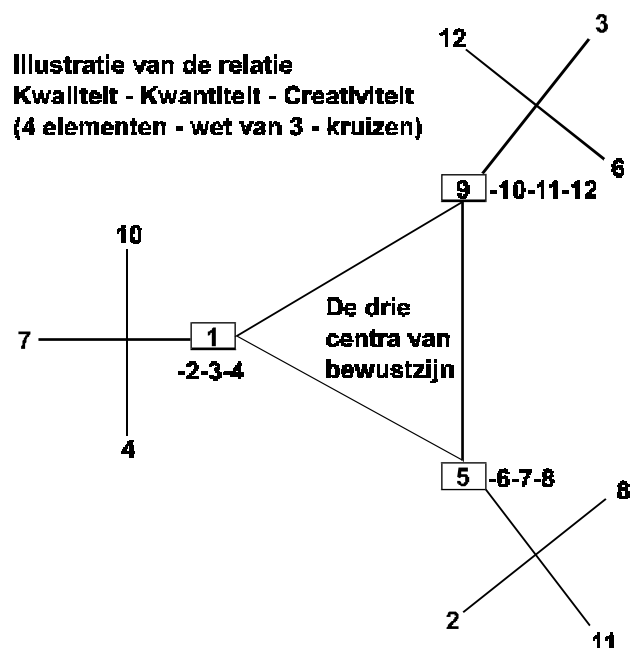 Illustratie van de relatie
Kwaliteit - Kwantiteit - Creativiteit
(4 elementen - wet van 3 - kruizen)
12
3
6
9 -10-11-12
10
7
1
-2-3-4
4
De drie
centra van
bewustzijn
5 -6-7-8
8
2
11